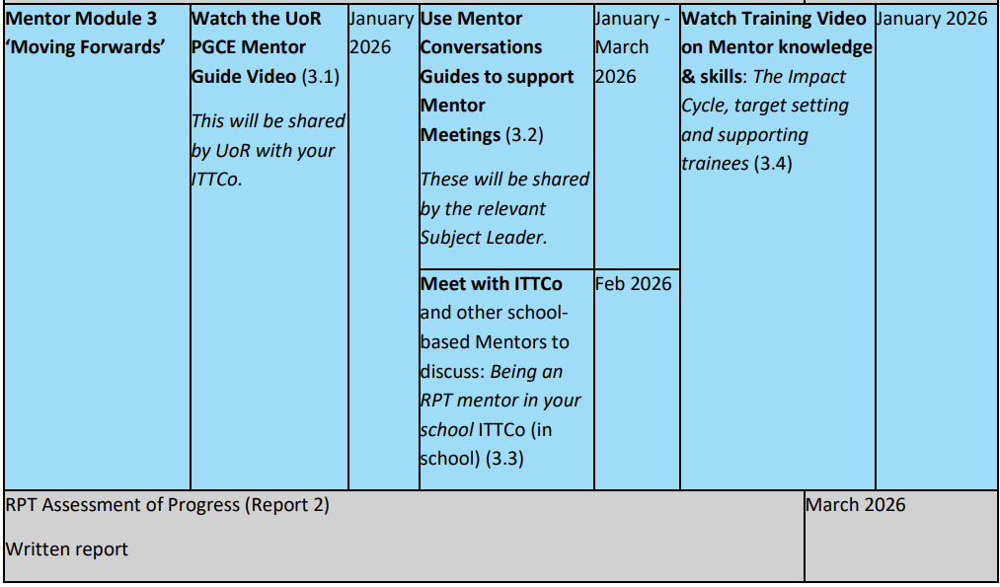 Mentor Module 3
‘Moving Forwards’
Watch the UoR
PGCE Mentor
Guide Video (3.1)
This will be shared
by UoR with your
ITTCo.
January
2026
Use Mentor
Conversations
Guides to support
Mentor
Meetings (3.2)
These will be shared
by the relevant
Subject Leader.
January -
March
2026
Meet with ITTCo
and other school-
based Mentors to
discuss: Being an
RPT mentor in your
school ITTCo (in
school) (3.3)
Feb 2026
Watch Training Video
on Mentor knowledge
& skills: The Impact
Cycle, target setting
and supporting
trainees (3.4)
January 2026
RPT Assessment of Progress (Report 2)
Written report
March 2026